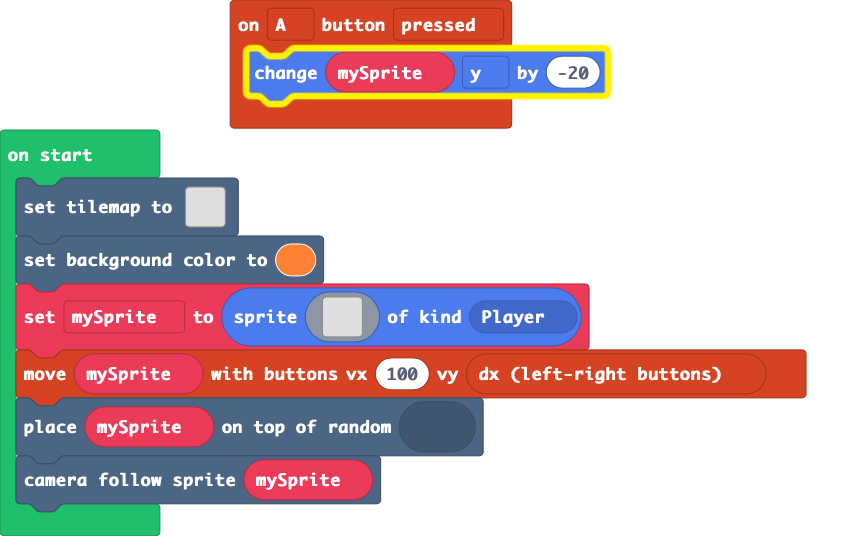 on A button pressed
change mySprite y by -20
on start
set tilemap to
set background color to
set mySprite to sprite of kind Player
move mySprite with buttons vx 100 vy dx (left-right buttons)
place mySprite on top of random
camera follow sprite mySprite